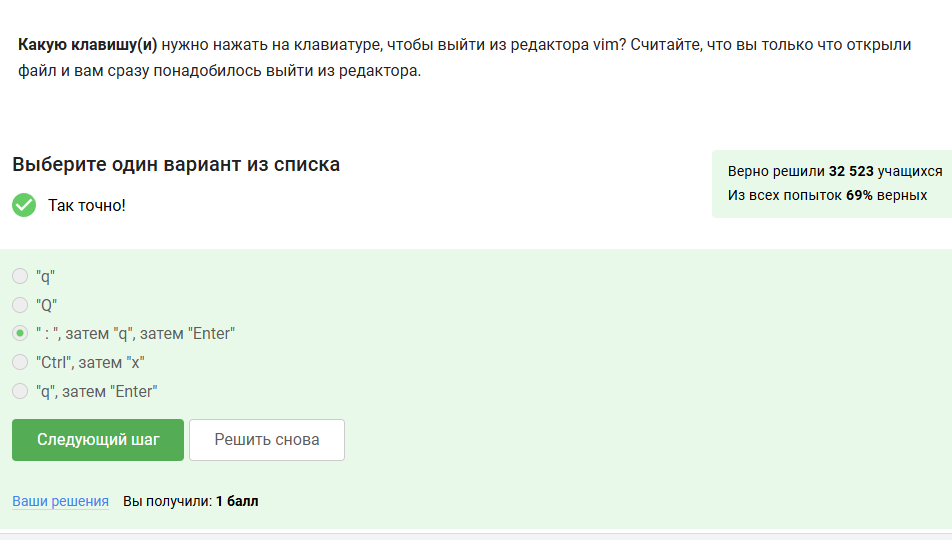 Какую клавишу(и) нужно нажать на клавиатуре, чтобы выйти из редактора vim? Считайте, что вы только что открыли
файл и вам сразу понадобилось выйти из редактора.
Выберите один вариант из списка
Так точно!
Верно решили 32 523 учащихся
Из всех попыток 69% верных
"q"
"Q"
" : ", затем "q", затем "Enter"
"Ctrl", затем "x"
"q", затем "Enter"
Следующий шаг
Решить снова
Ваши решения Вы получили: 1 балл